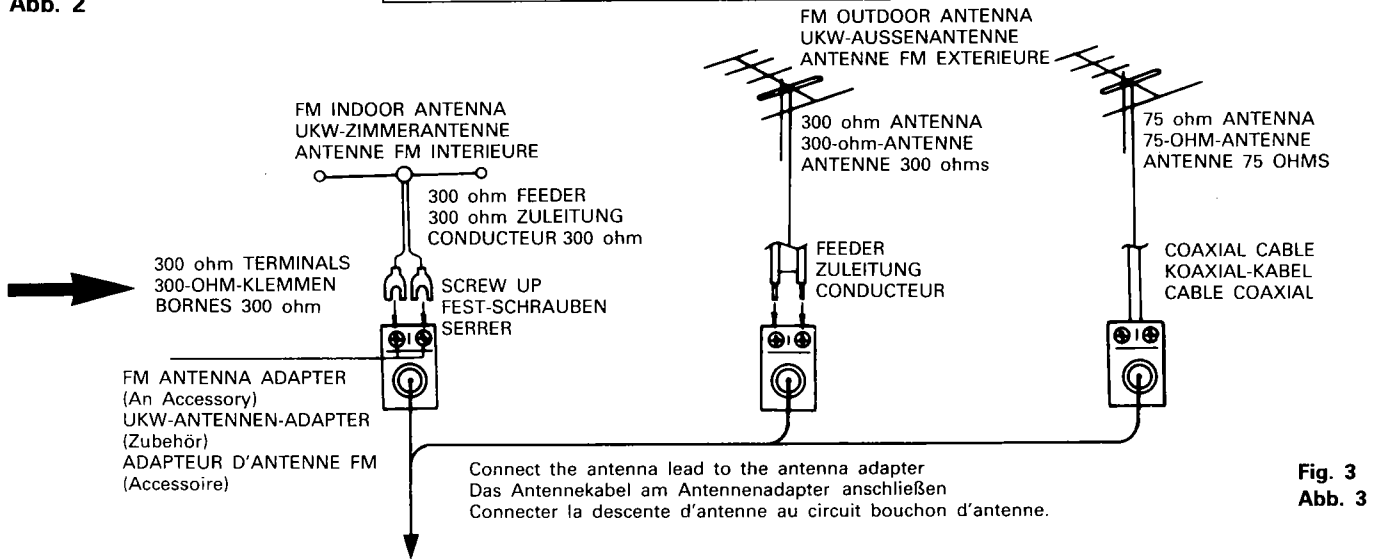 Abb. 2
FM OUTDOOR ANTENNA
UKW-AUSSENANTENNE
ANTENNE FM EXTERIEURE
FM INDOOR ANTENNA
UKW-ZIMMERANTENNE
ANTENNE FM INTERIEURE
300 ohm ANTENNA
300-ohm-ANTENNE
ANTENNE 300 ohms
75 ohm ANTENNA
75-OHM-ANTENNE
ANTENNE 75 OHMS
300 ohm FEEDER
300 ohm ZULEITUNG
CONDUCTEUR 300 ohm
300 ohm TERMINALS
300-OHM-KLEMMEN
BORNES 300 ohm
SCREW UP
FEST-SCHRAUBEN
SERRER
FEEDER
ZULEITUNG
CONDUCTEUR
COAXIAL CABLE
KOAXIAL-KABEL
CABLE COAXIAL
FM ANTENNA ADAPTER
(An Accessory)
UKW-ANTENNEN-ADAPTER
(Zubehör)
ADAPTEUR D'ANTENNE FM
(Accessoire)
Connect the antenna lead to the antenna adapter
Das Antennekabel am Antennenadapter anschließen
Connecter la descente d'antenne au circuit bouchon d'antenne.
Fig. 3
Abb. 3